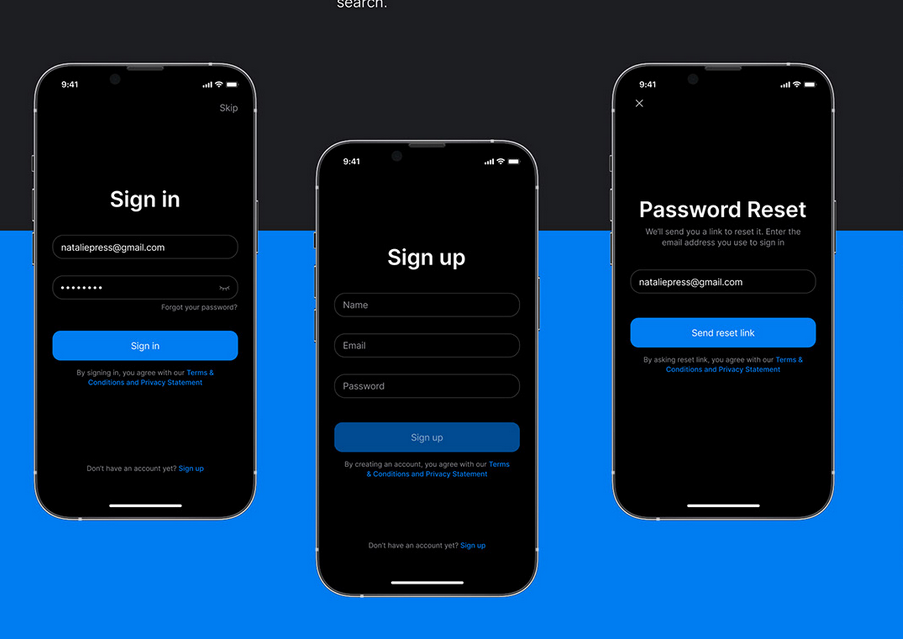 search.
9:41
Skip
Sign in
nataliepress@gmail.com
••••••••
Forgot your password?
Sign in
By signing in, you agree with our Terms &
Conditions and Privacy Statement
Don't have an account yet? Sign up
9:41
Sign up
Name
Email
Password
Sign up
By creating an account, you agree with our Terms
& Conditions and Privacy Statement
Don't have an account yet? Sign up
9:41
Password Reset
We'll send you a link to reset it. Enter the
email address you use to sign in
nataliepress@gmail.com
Send reset link
By asking reset link, you agree with our Terms &
Conditions and Privacy Statement